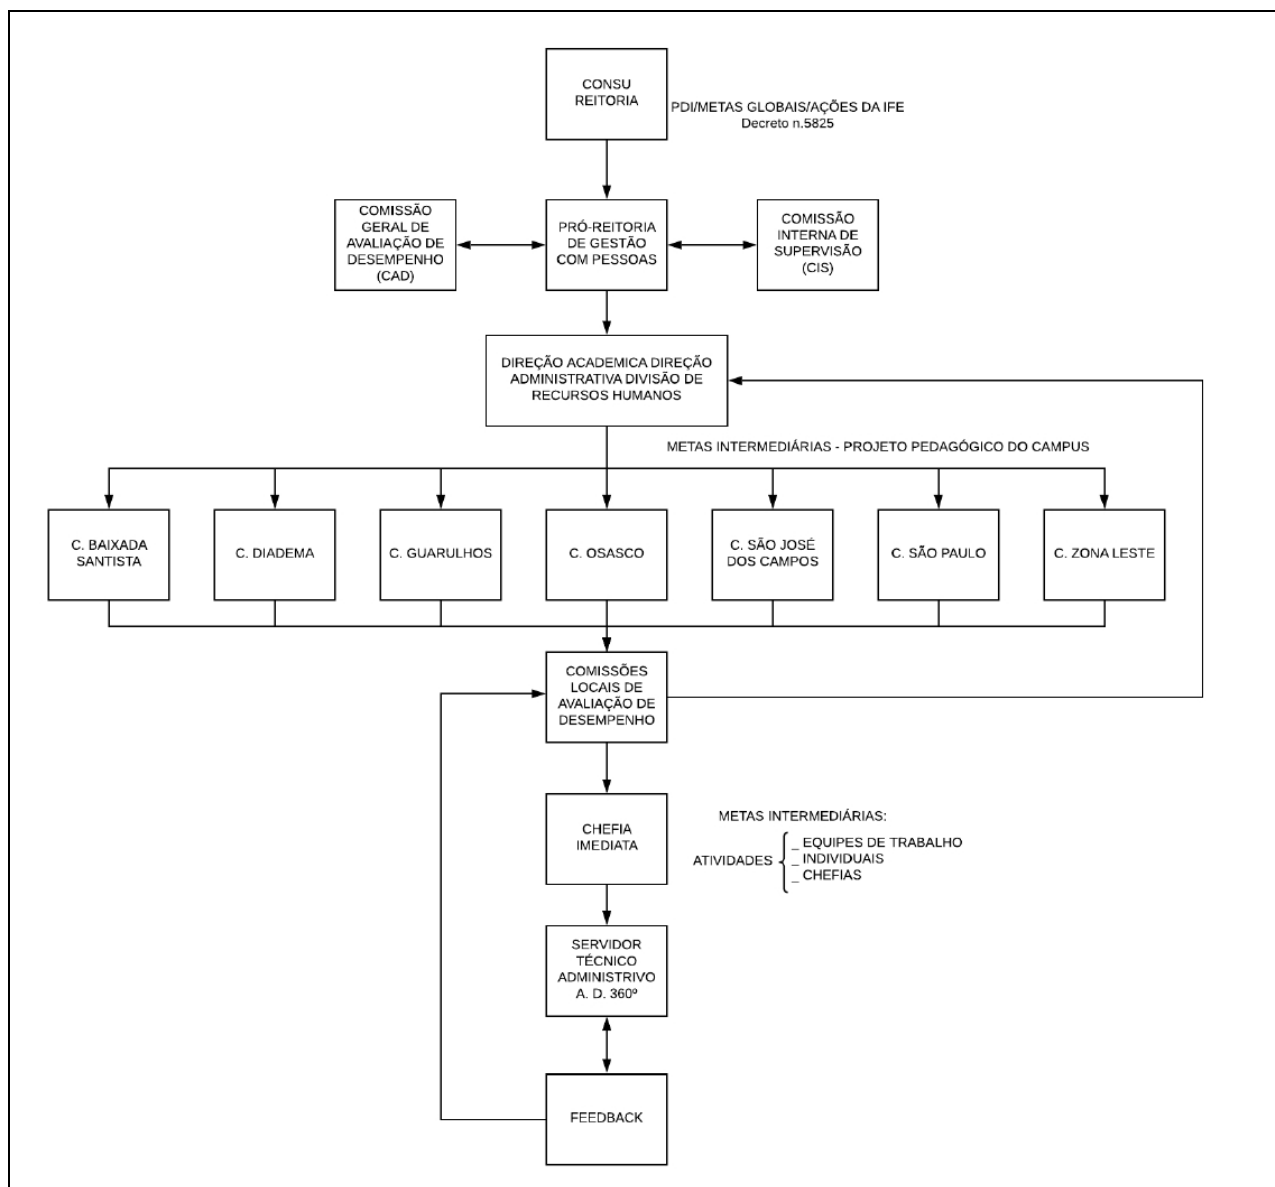 CONSU
REITORIA
PDI/METAS GLOBAIS/AÇÕES DA IFE
Decreto n.5825
COMISSÃO
GERAL DE
AVALIAÇÃO DE
DESEMPENHO
(CAD)
PRÓ-REITORIA
DE GESTÃO
COM PESSOAS
COMISSÃO
INTERNA DE
SUPERVISÃO
(CIS)
DIREÇÃO ACADEMICA DIREÇÃO
ADMINISTRATIVA DIVISÃO DE
RECURSOS HUMANOS
METAS INTERMEDIÁRIAS - PROJETO PEDAGÓGICO DO CAMPUS
C. BAIXADA
SANTISTA
C. DIADEMA
C. GUARULHOS
C. OSASCO
C. SÃO JOSÉ
DOS CAMPOS
C. SÃO PAULO
C. ZONA LESTE
COMISSÕES
LOCAIS DE
AVALIAÇÃO DE
DESEMPENHO
CHEFIA
IMEDIATA
METAS INTERMEDIÁRIAS:
ATIVIDADES
_ EQUIPES DE TRABALHO
_ INDIVIDUAIS
_ CHEFIAS
SERVIDOR
TÉCNICO
ADMINISTRIVO
A. D. 360º
FEEDBACK